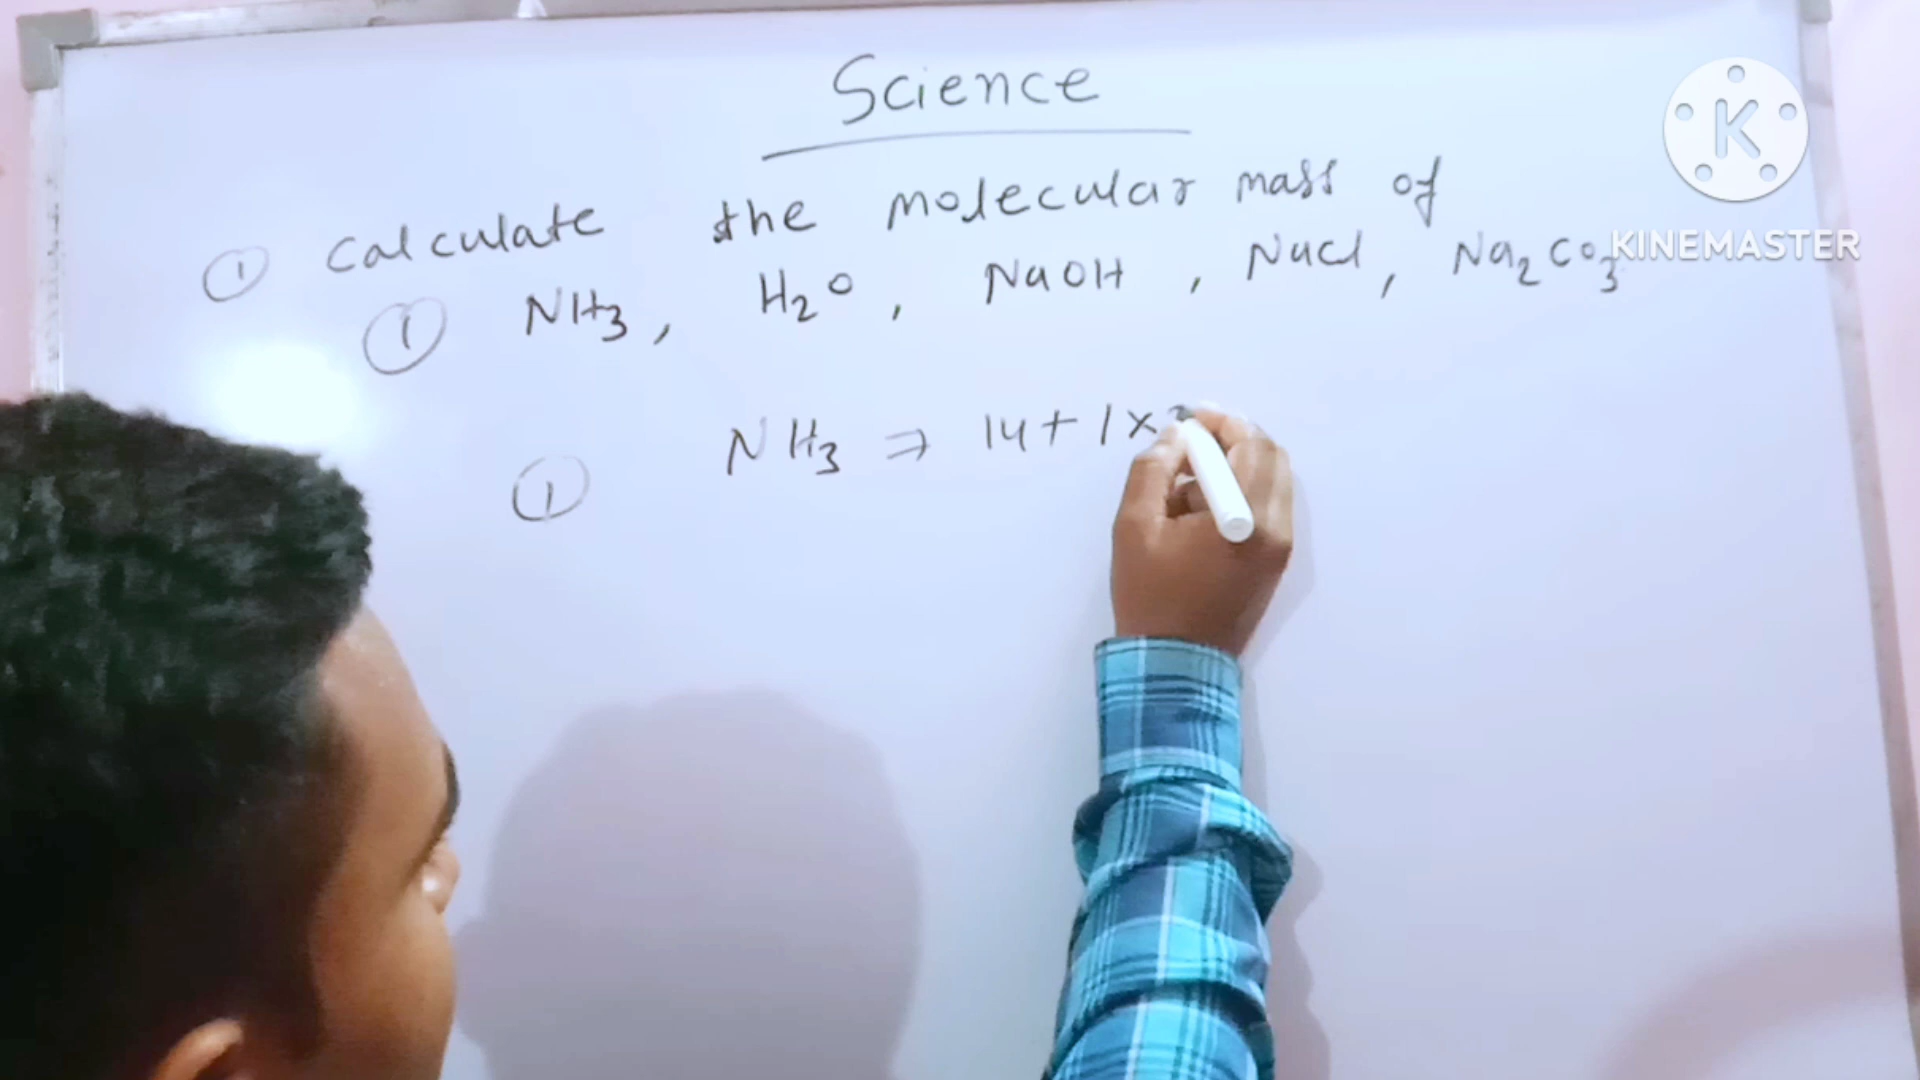 Science
① Calculate the molecular mass of
① NH3, H2O, NaOH, NaCl, Na2CO3
① NH3 ⇒ 14+1×
K
KINEMASTER